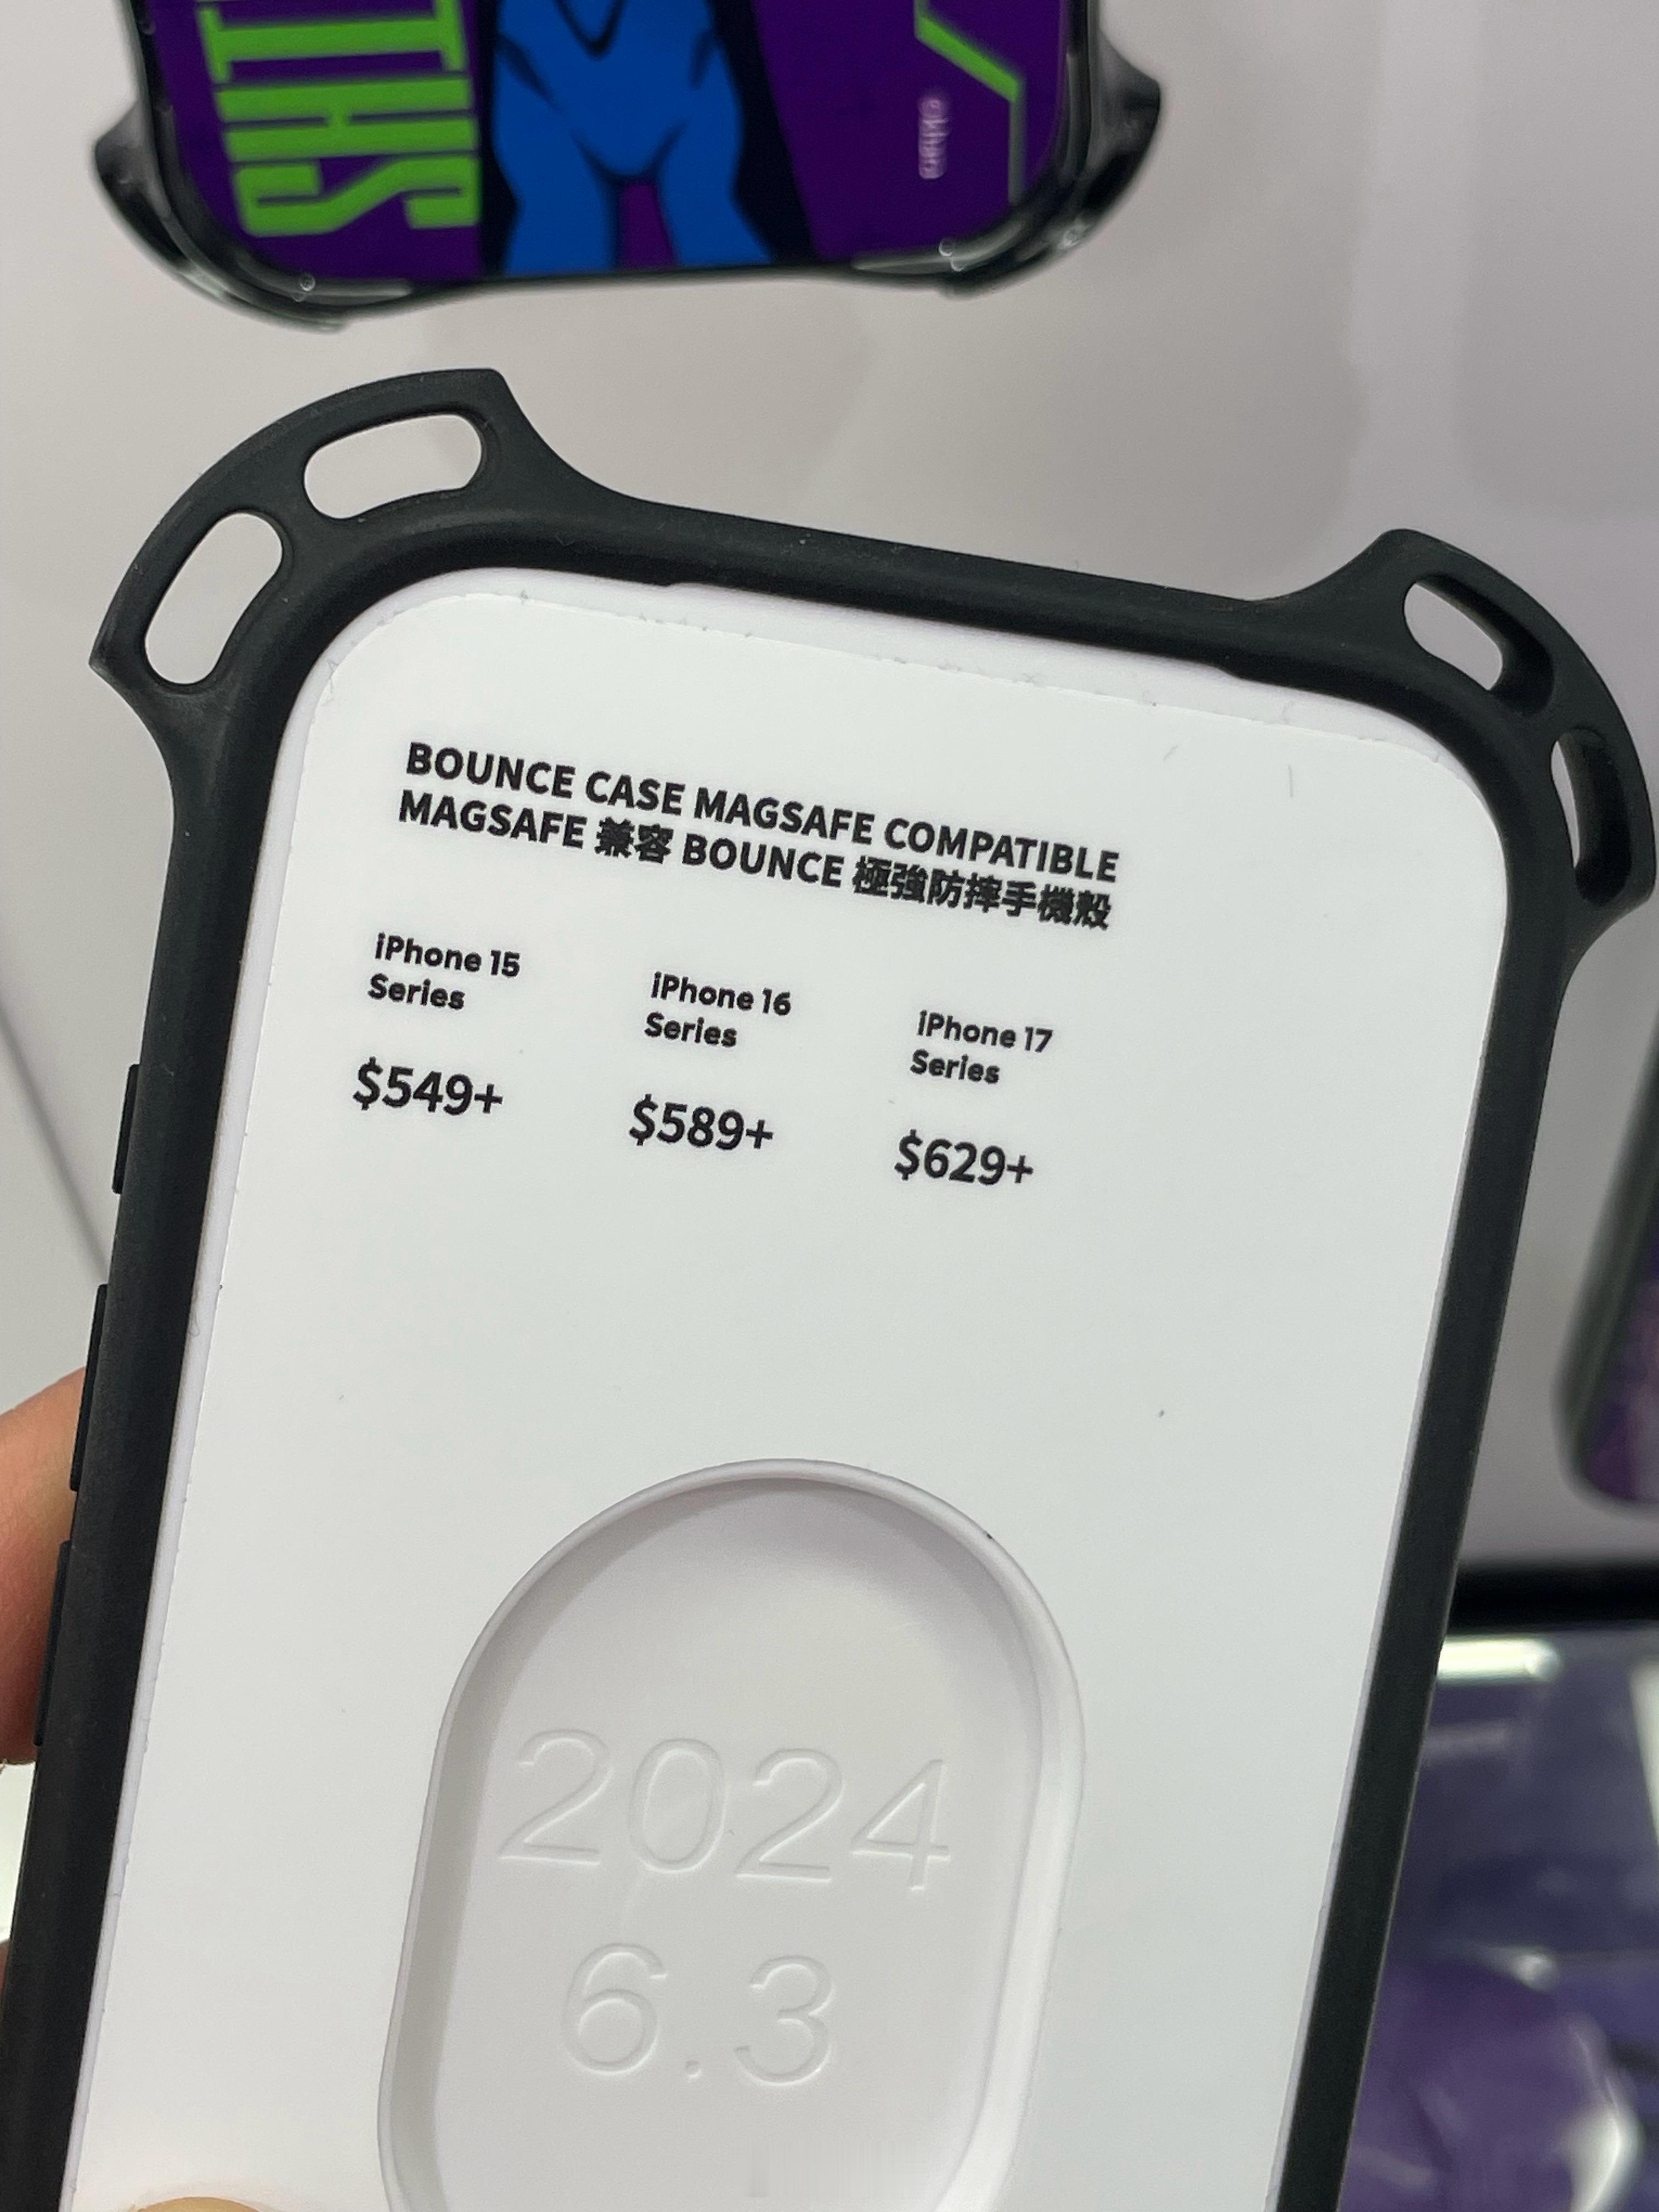 BOUNCE CASE MAGSAFE COMPATIBLE
MAGSAFE 兼容 BOUNCE 極強防摔手機殼
iPhone 15
Series
$549+
iPhone 16
Series
$589+
iPhone 17
Series
$629+
2024
6.3